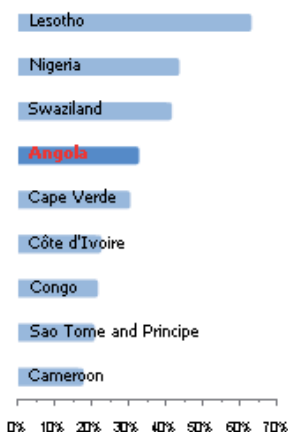 Lesotho
Nigeria
Swaziland
Angola
Cape Verde
Côte d'Ivoire
Congo
Sao Tome and Principe
Cameroon
0% 10% 20% 30% 40% 50% 60% 70%